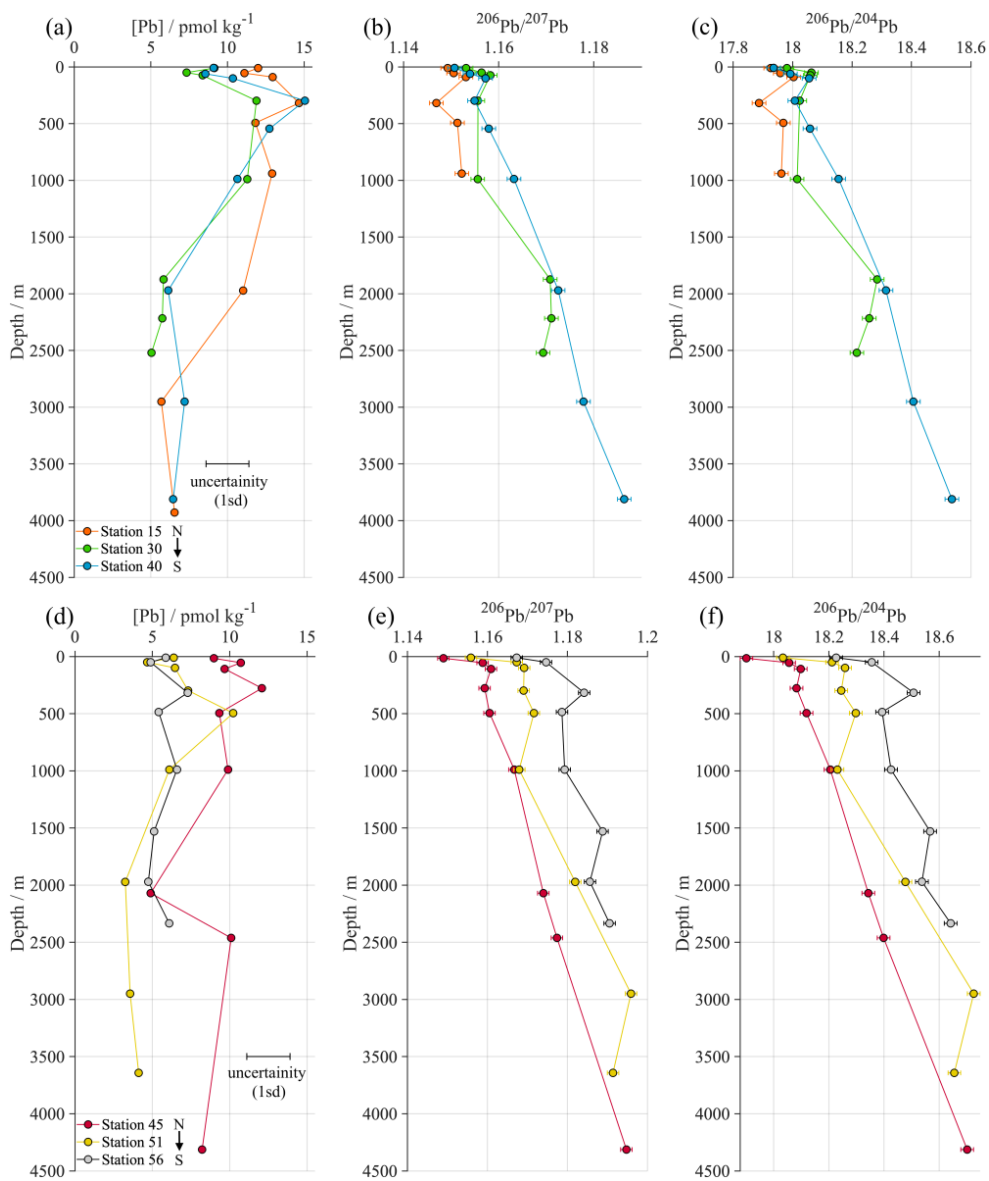 (a) [Pb] / pmol kg⁻¹ (b) ²⁰⁶Pb/²⁰⁷Pb (c) ²⁰⁶Pb/²⁰⁴Pb
0 5 10 15 1.14 1.16 1.18 17.8 18 18.2 18.4 18.6
0 0 0
500 500 500
1000 1000 1000
1500 1500 1500
2000 2000 2000
2500 2500 2500
3000 3000 3000
3500 3500 3500
4000 4000 4000
4500 4500 4500
Depth / m Depth / m Depth / m
uncertainity
(1sd)
Station 15 N
Station 30
Station 40 S
(d) [Pb] / pmol kg⁻¹ (e) ²⁰⁶Pb/²⁰⁷Pb (f) ²⁰⁶Pb/²⁰⁴Pb
0 5 10 15 1.14 1.16 1.18 1.2 18 18.2 18.4 18.6
0 0 0
500 500 500
1000 1000 1000
1500 1500 1500
2000 2000 2000
2500 2500 2500
3000 3000 3000
3500 3500 3500
4000 4000 4000
4500 4500 4500
Depth / m Depth / m Depth / m
uncertainity
(1sd)
Station 45 N
Station 51
Station 56 S